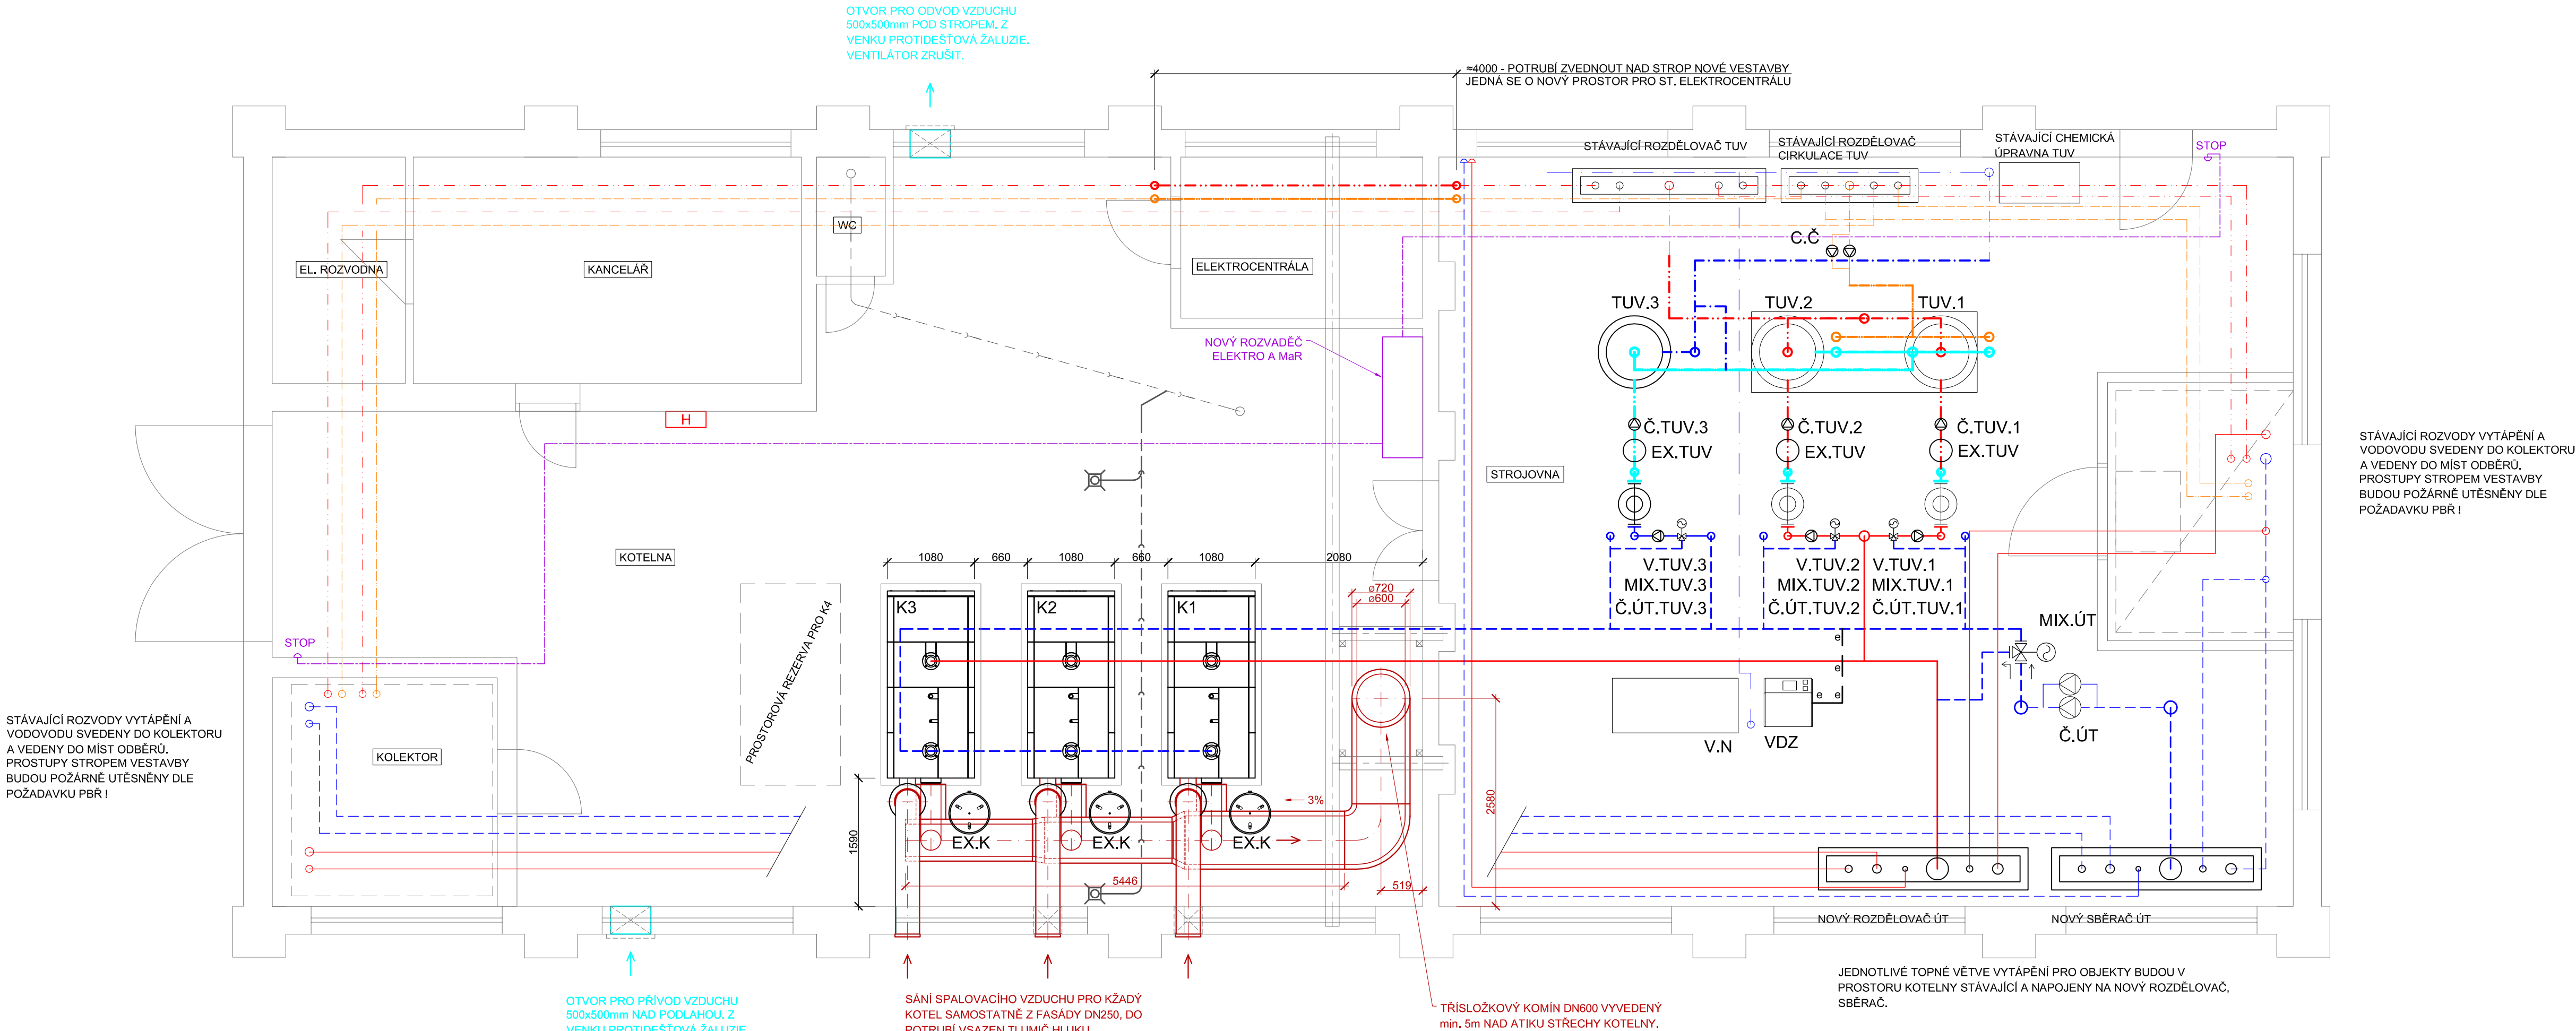 OTVOR PRO ODVOD VZDUCHU
500x500mm POD STROPEM, Z
VENKU PROTIDEŠŤOVÁ ŽALUZIE.
VENTILÁTOR ZRUŠIT.
≈4000 - POTRUBÍ ZVEDNOUT NAD STROP NOVÉ VESTAVBY
JEDNÁ SE O NOVÝ PROSTOR PRO ST. ELEKTROCENTRÁLU
STÁVAJÍCÍ ROZDĚLOVAČ TUV
STÁVAJÍCÍ ROZDĚLOVAČ
CIRKULACE TUV
STÁVAJÍCÍ CHEMICKÁ
ÚPRAVNA TUV
STOP
WC
EL. ROZVODNA
KANCELÁŘ
ELEKTROCENTRÁLA
C.Č
TUV.3
TUV.2
TUV.1
NOVÝ ROZVADĚČ
ELEKTRO A MaR
H
Č.TUV.3
Č.TUV.2
Č.TUV.1
EX.TUV
EX.TUV
EX.TUV
STROJOVNA
STÁVAJÍCÍ ROZVODY VYTÁPĚNÍ A
VODOVODU SVEDENY DO KOLEKTORU
A VEDENY DO MÍST ODBĚRŮ.
PROSTUPY STROPEM VESTAVBY
BUDOU POŽÁRNĚ UTĚSNĚNY DLE
POŽADAVKU PBŘ !
KOTELNA
1080
660
1080
660
1080
2080
V.TUV.3
MIX.TUV.3
Č.ÚT.TUV.3
V.TUV.2
MIX.TUV.2
Č.ÚT.TUV.2
V.TUV.1
MIX.TUV.1
Č.ÚT.TUV.1
ø720
ø600
K3
K2
K1
PROSTOROVÁ REZERVA PRO K4
STOP
MIX.ÚT
e
e
e
e
V.N
VDZ
Č.ÚT
STÁVAJÍCÍ ROZVODY VYTÁPĚNÍ A
VODOVODU SVEDENY DO KOLEKTORU
A VEDENY DO MÍST ODBĚRŮ.
PROSTUPY STROPEM VESTAVBY
BUDOU POŽÁRNĚ UTĚSNĚNY DLE
POŽADAVKU PBŘ !
KOLEKTOR
3%
2580
1590
EX.K
EX.K
EX.K
5446
519
NOVÝ ROZDĚLOVAČ ÚT
NOVÝ SBĚRAČ ÚT
JEDNOTLIVÉ TOPNÉ VĚTVE VYTÁPĚNÍ PRO OBJEKTY BUDOU V
PROSTORU KOTELNY STÁVAJÍCÍ A NAPOJENY NA NOVÝ ROZDĚLOVAČ,
SBĚRAČ.
OTVOR PRO PŘÍVOD VZDUCHU
500x500mm NAD PODLAHOU. Z
VENKU PROTIDEŠŤOVÁ ŽALUZIE
SÁNÍ SPALOVACÍHO VZDUCHU PRO KŽADÝ
KOTEL SAMOSTATNĚ Z FASÁDY DN250, DO
POTRUBÍ VSAZEN TLUMIČ HLUKU
TŘÍSLOŽKOVÝ KOMÍN DN600 VYVEDENÝ
min. 5m NAD ATIKU STŘECHY KOTELNY.